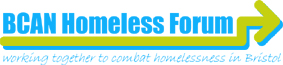 BCAN Homeless Forum
working together to combat homelessness in Bristol